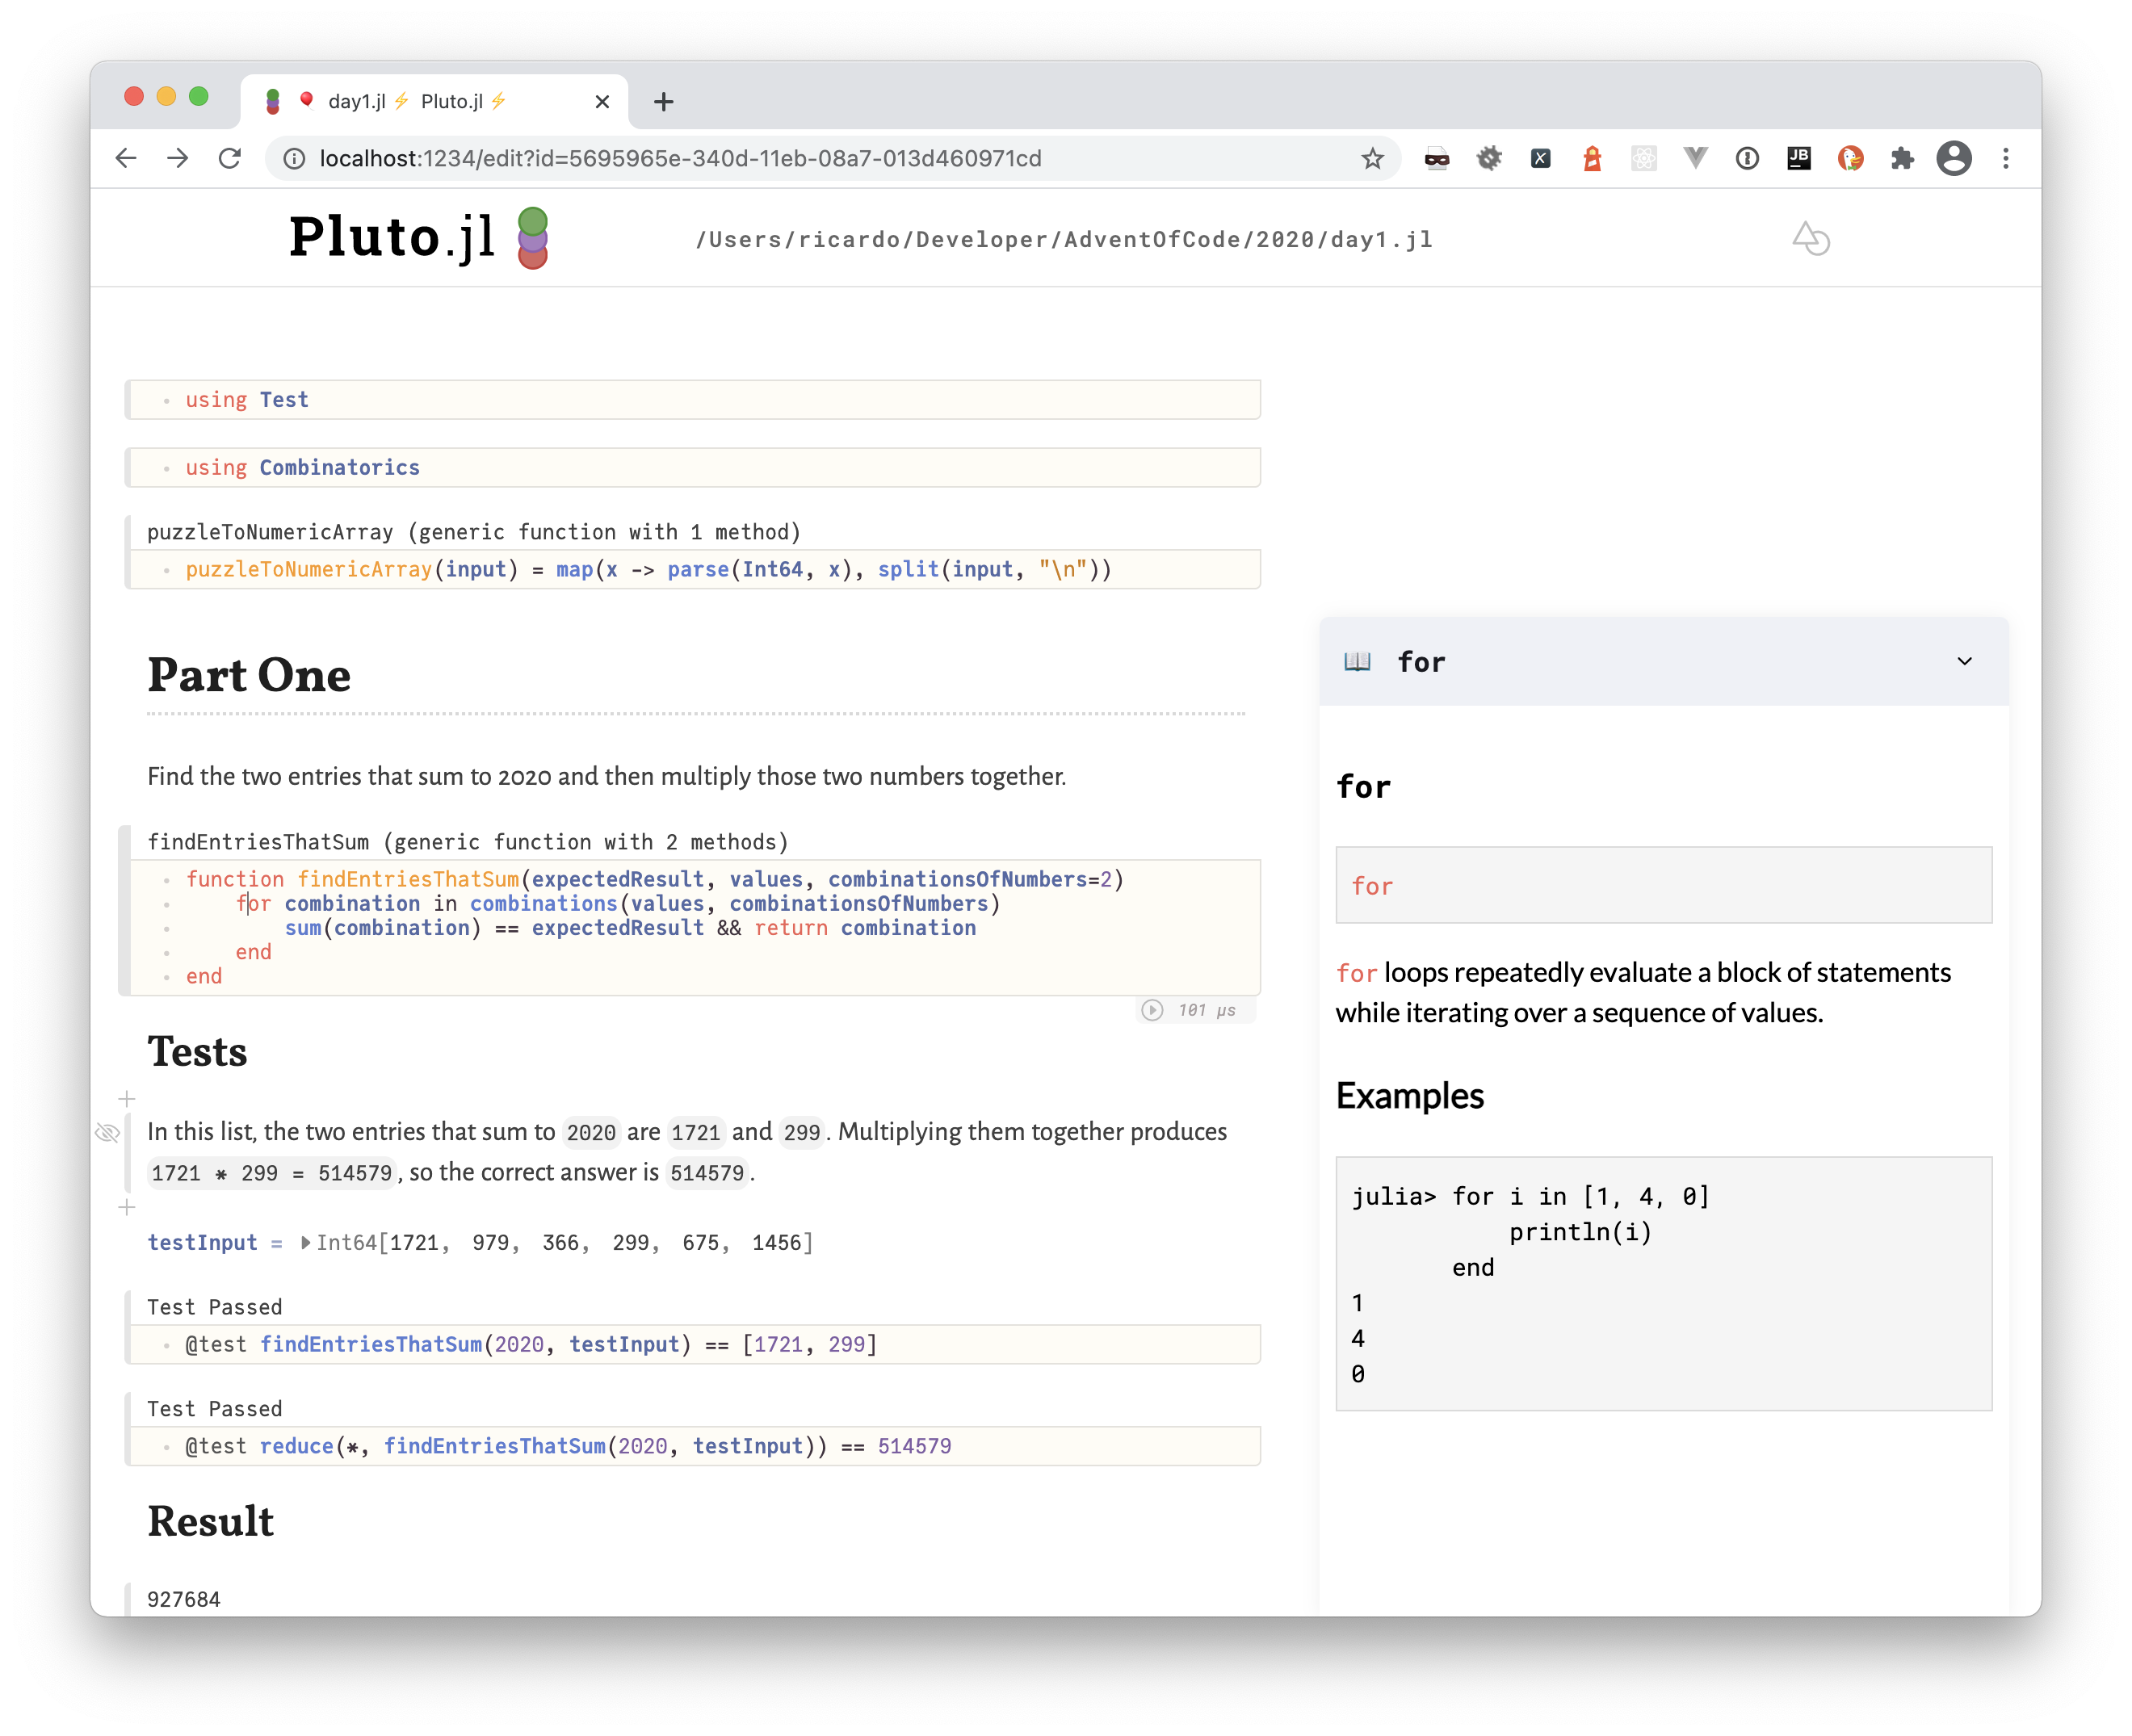 day1.jl ⚡ Pluto.jl ⚡
localhost:1234/edit?id=5695965e-340d-11eb-08a7-013d460971cd
JB
Pluto.jl
/Users/ricardo/Developer/AdventOfCode/2020/day1.jl
using Test
using Combinatorics
puzzleToNumericArray (generic function with 1 method)
puzzleToNumericArray(input) = map(x -> parse(Int64, x), split(input, "\n"))
Part One
Find the two entries that sum to 2020 and then multiply those two numbers together.
findEntriesThatSum (generic function with 2 methods)
function findEntriesThatSum(expectedResult, values, combinationsOfNumbers=2)
    for combination in combinations(values, combinationsOfNumbers)
        sum(combination) == expectedResult && return combination
    end
end
101 μs
Tests
In this list, the two entries that sum to 2020 are 1721 and 299. Multiplying them together produces
1721 * 299 = 514579, so the correct answer is 514579.
testInput = Int64[1721, 979, 366, 299, 675, 1456]
Test Passed
@test findEntriesThatSum(2020, testInput) == [1721, 299]
Test Passed
@test reduce(*, findEntriesThatSum(2020, testInput)) == 514579
Result
927684
for
for
for
for loops repeatedly evaluate a block of statements
while iterating over a sequence of values.
Examples
julia> for i in [1, 4, 0]
           println(i)
       end
1
4
0